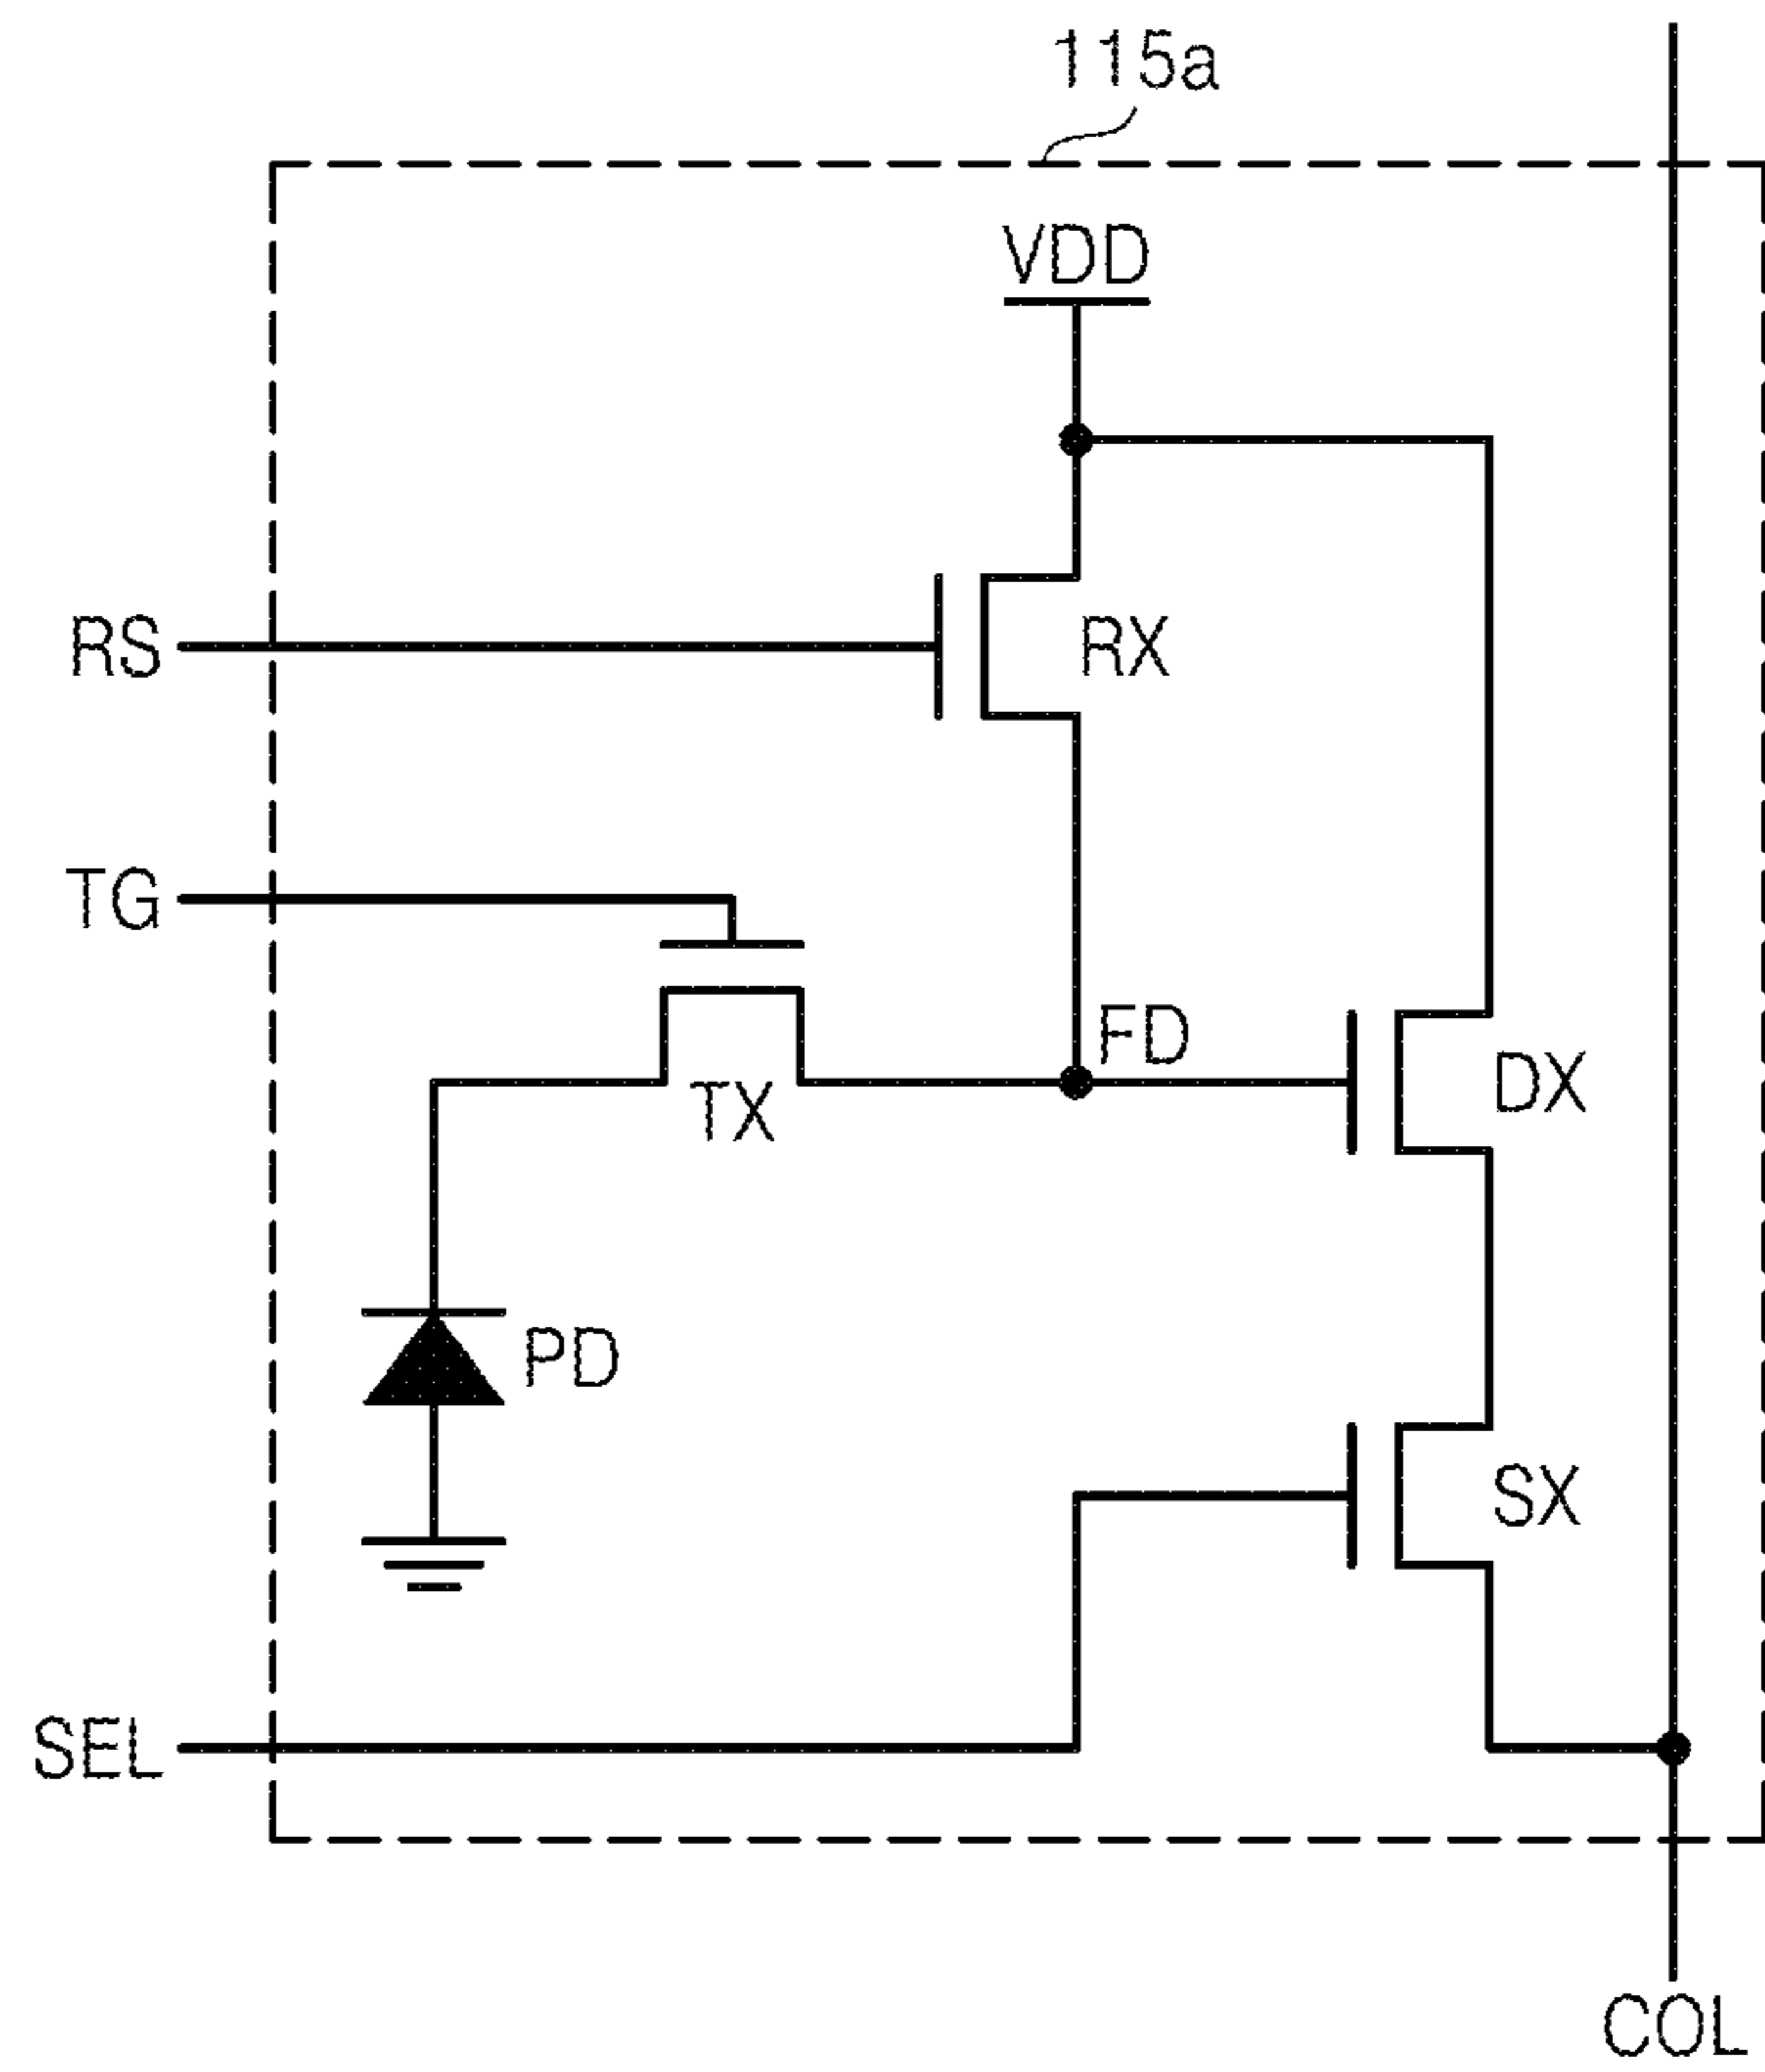 115a
VDD
RS
RX
TG
FD
DX
TX
PD
SX
SEL
COL